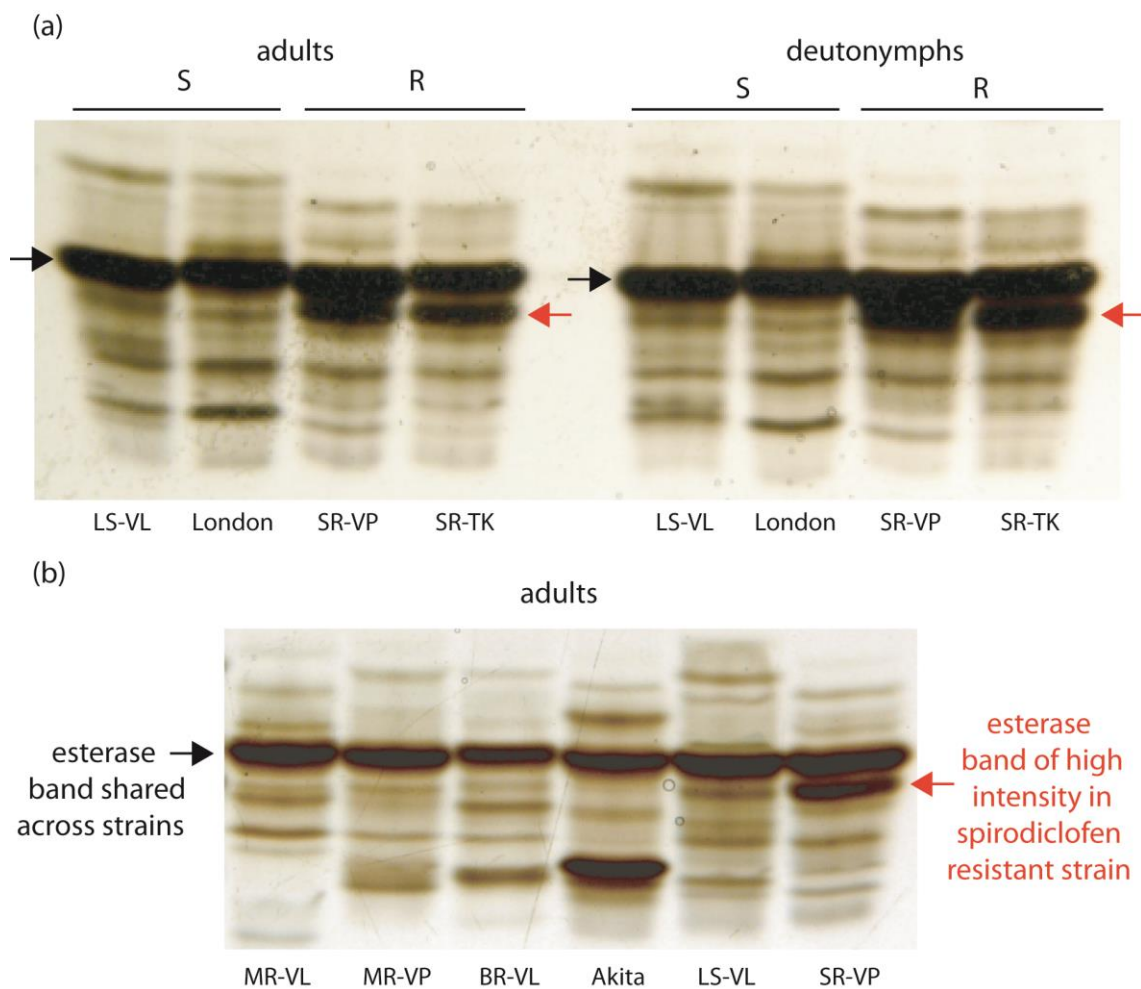 (a)
adults
deutonymphs
S
R
S
R
LS-VL
London
SR-VP
SR-TK
LS-VL
London
SR-VP
SR-TK
(b)
adults
esterase
band shared
across strains
esterase
band of high
intensity in
spirodiclofen
resistant strain
MR-VL
MR-VP
BR-VL
Akita
LS-VL
SR-VP